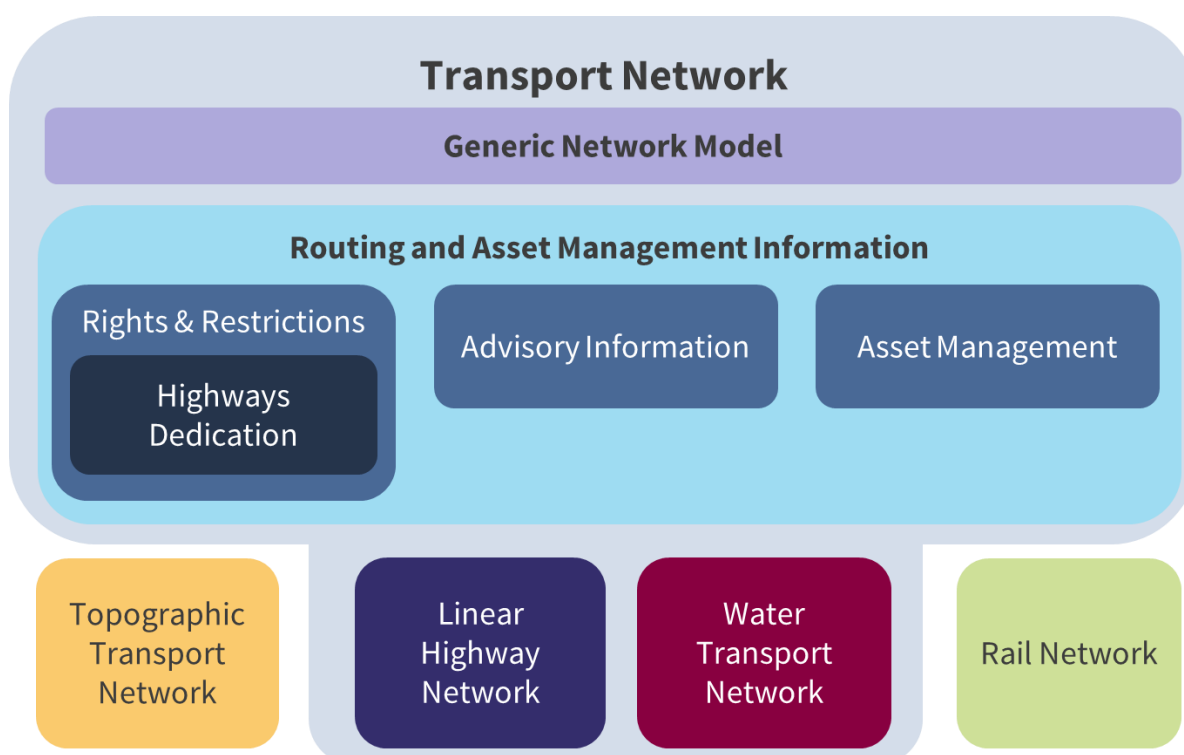 Transport Network
Generic Network Model
Routing and Asset Management Information
Rights & Restrictions
Highways
Dedication
Advisory Information
Asset Management
Topographic
Transport
Network
Linear
Highway
Network
Water
Transport
Network
Rail Network